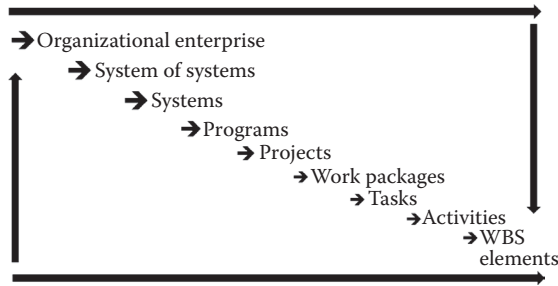 Organizational enterprise
System of systems
Systems
Programs
Projects
Work packages
Tasks
Activities
WBS
elements